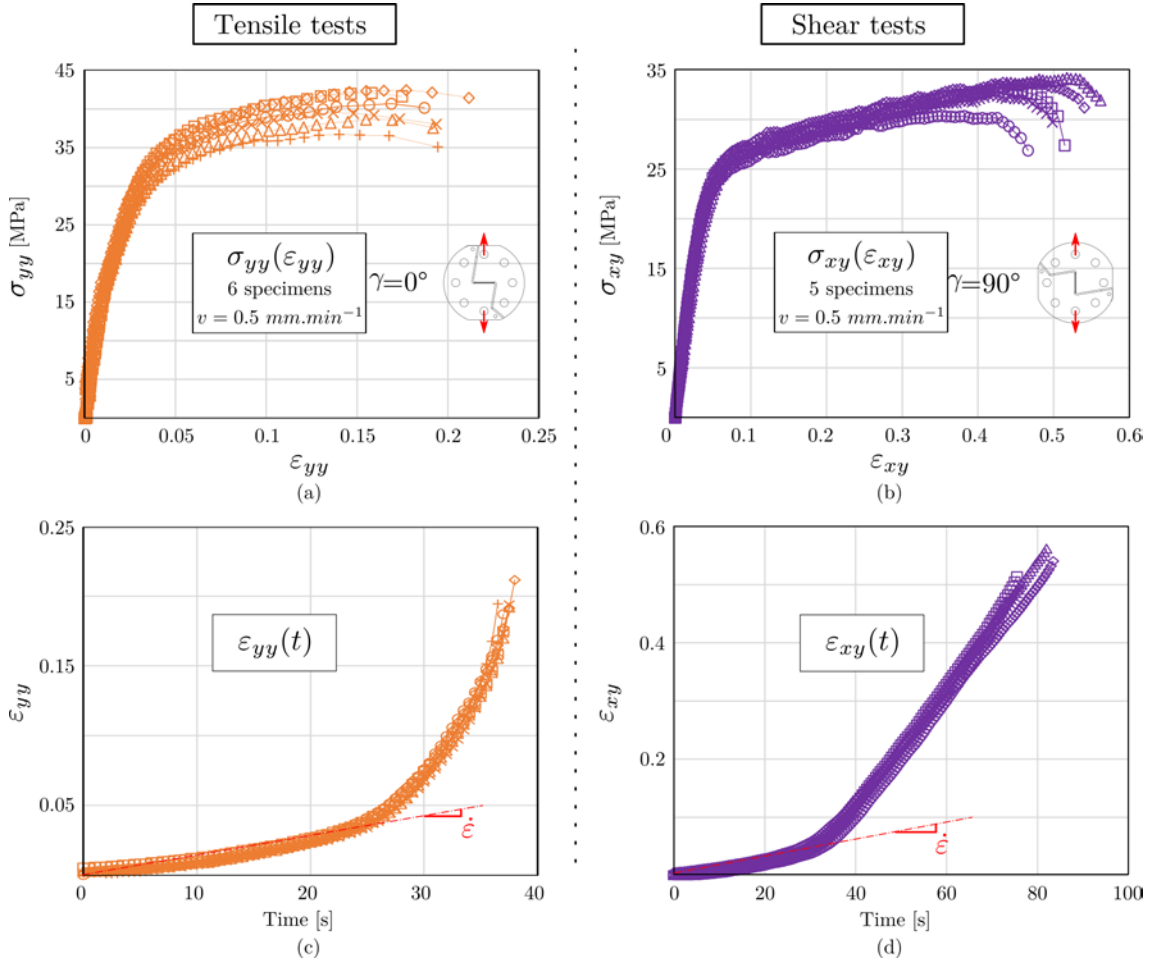 Tensile tests
Shear tests
45
35
25
15
5
0
0.05
0.1
0.15
0.2
0.25
σyy [MPa]
εyy
σyy(εyy)
6 specimens
v = 0.5 mm.min⁻¹
γ=0°
(a)
35
25
15
5
0
0.1
0.2
0.3
0.4
0.5
0.6
σxy [MPa]
εxy
σxy(εxy)
5 specimens
v = 0.5 mm.min⁻¹
γ=90°
(b)
0.25
0.15
0.05
0
10
20
30
40
εyy
εyy(t)
ε̇
Time [s]
(c)
0.6
0.4
0.2
0
20
40
60
80
100
εxy
εxy(t)
ε̇
Time [s]
(d)